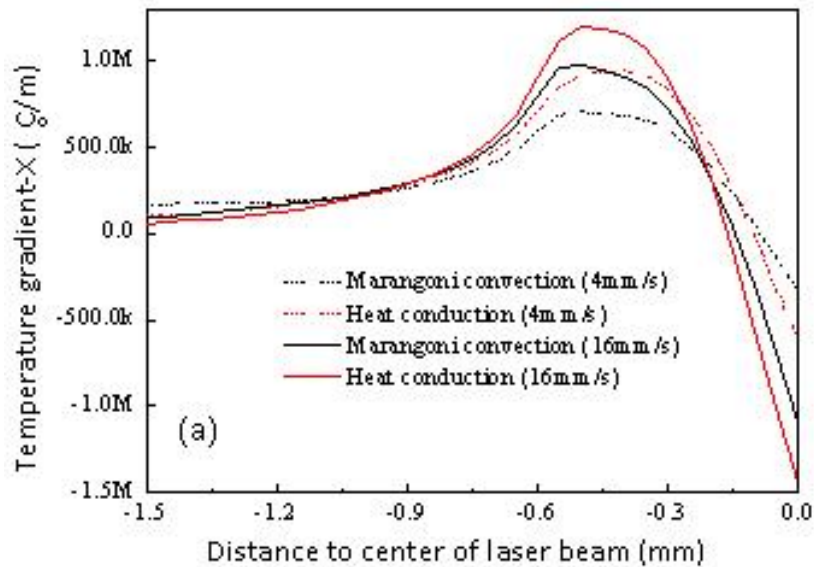 Temperature gradient-X ( °C/m)
1.0M
500.0k
0.0
-500.0k
-1.0M
-1.5M
Marangoni convection (4mm/s)
Heat conduction (4mm/s)
Marangoni convection (16mm/s)
Heat conduction (16mm/s)
(a)
-1.5
-1.2
-0.9
-0.6
-0.3
0.0
Distance to center of laser beam (mm)